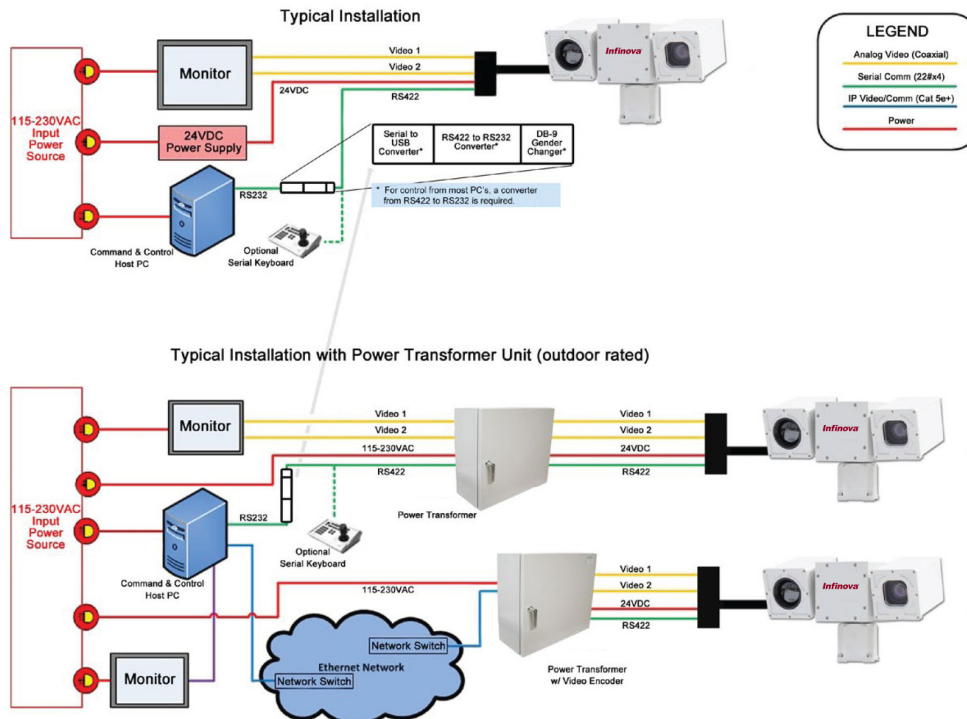 Typical Installation
LEGEND
Analog Video (Coaxial)
Serial Comm (22#x4)
IP Video/Comm (Cat 5e+)
Power
115-230VAC
Input
Power
Source
Monitor
Video 1
Video 2
24VDC
RS422
Infinova
24VDC
Power Supply
Serial to
USB
Converter*
RS422 to RS232
Converter*
DB-9
Gender
Changer*
* For control from most PC's, a converter
from RS422 to RS232 is required.
RS232
Command & Control
Host PC
Optional
Serial Keyboard
Typical Installation with Power Transformer Unit (outdoor rated)
115-230VAC
Input
Power
Source
Monitor
Video 1
Video 2
115-230VAC
RS422
Power Transformer
Video 1
Video 2
24VDC
RS422
Infinova
RS232
Command & Control
Host PC
Optional
Serial Keyboard
115-230VAC
Network Switch
Ethernet Network
Network Switch
Monitor
Power Transformer
w/ Video Encoder
Video 1
Video 2
24VDC
RS422
Infinova